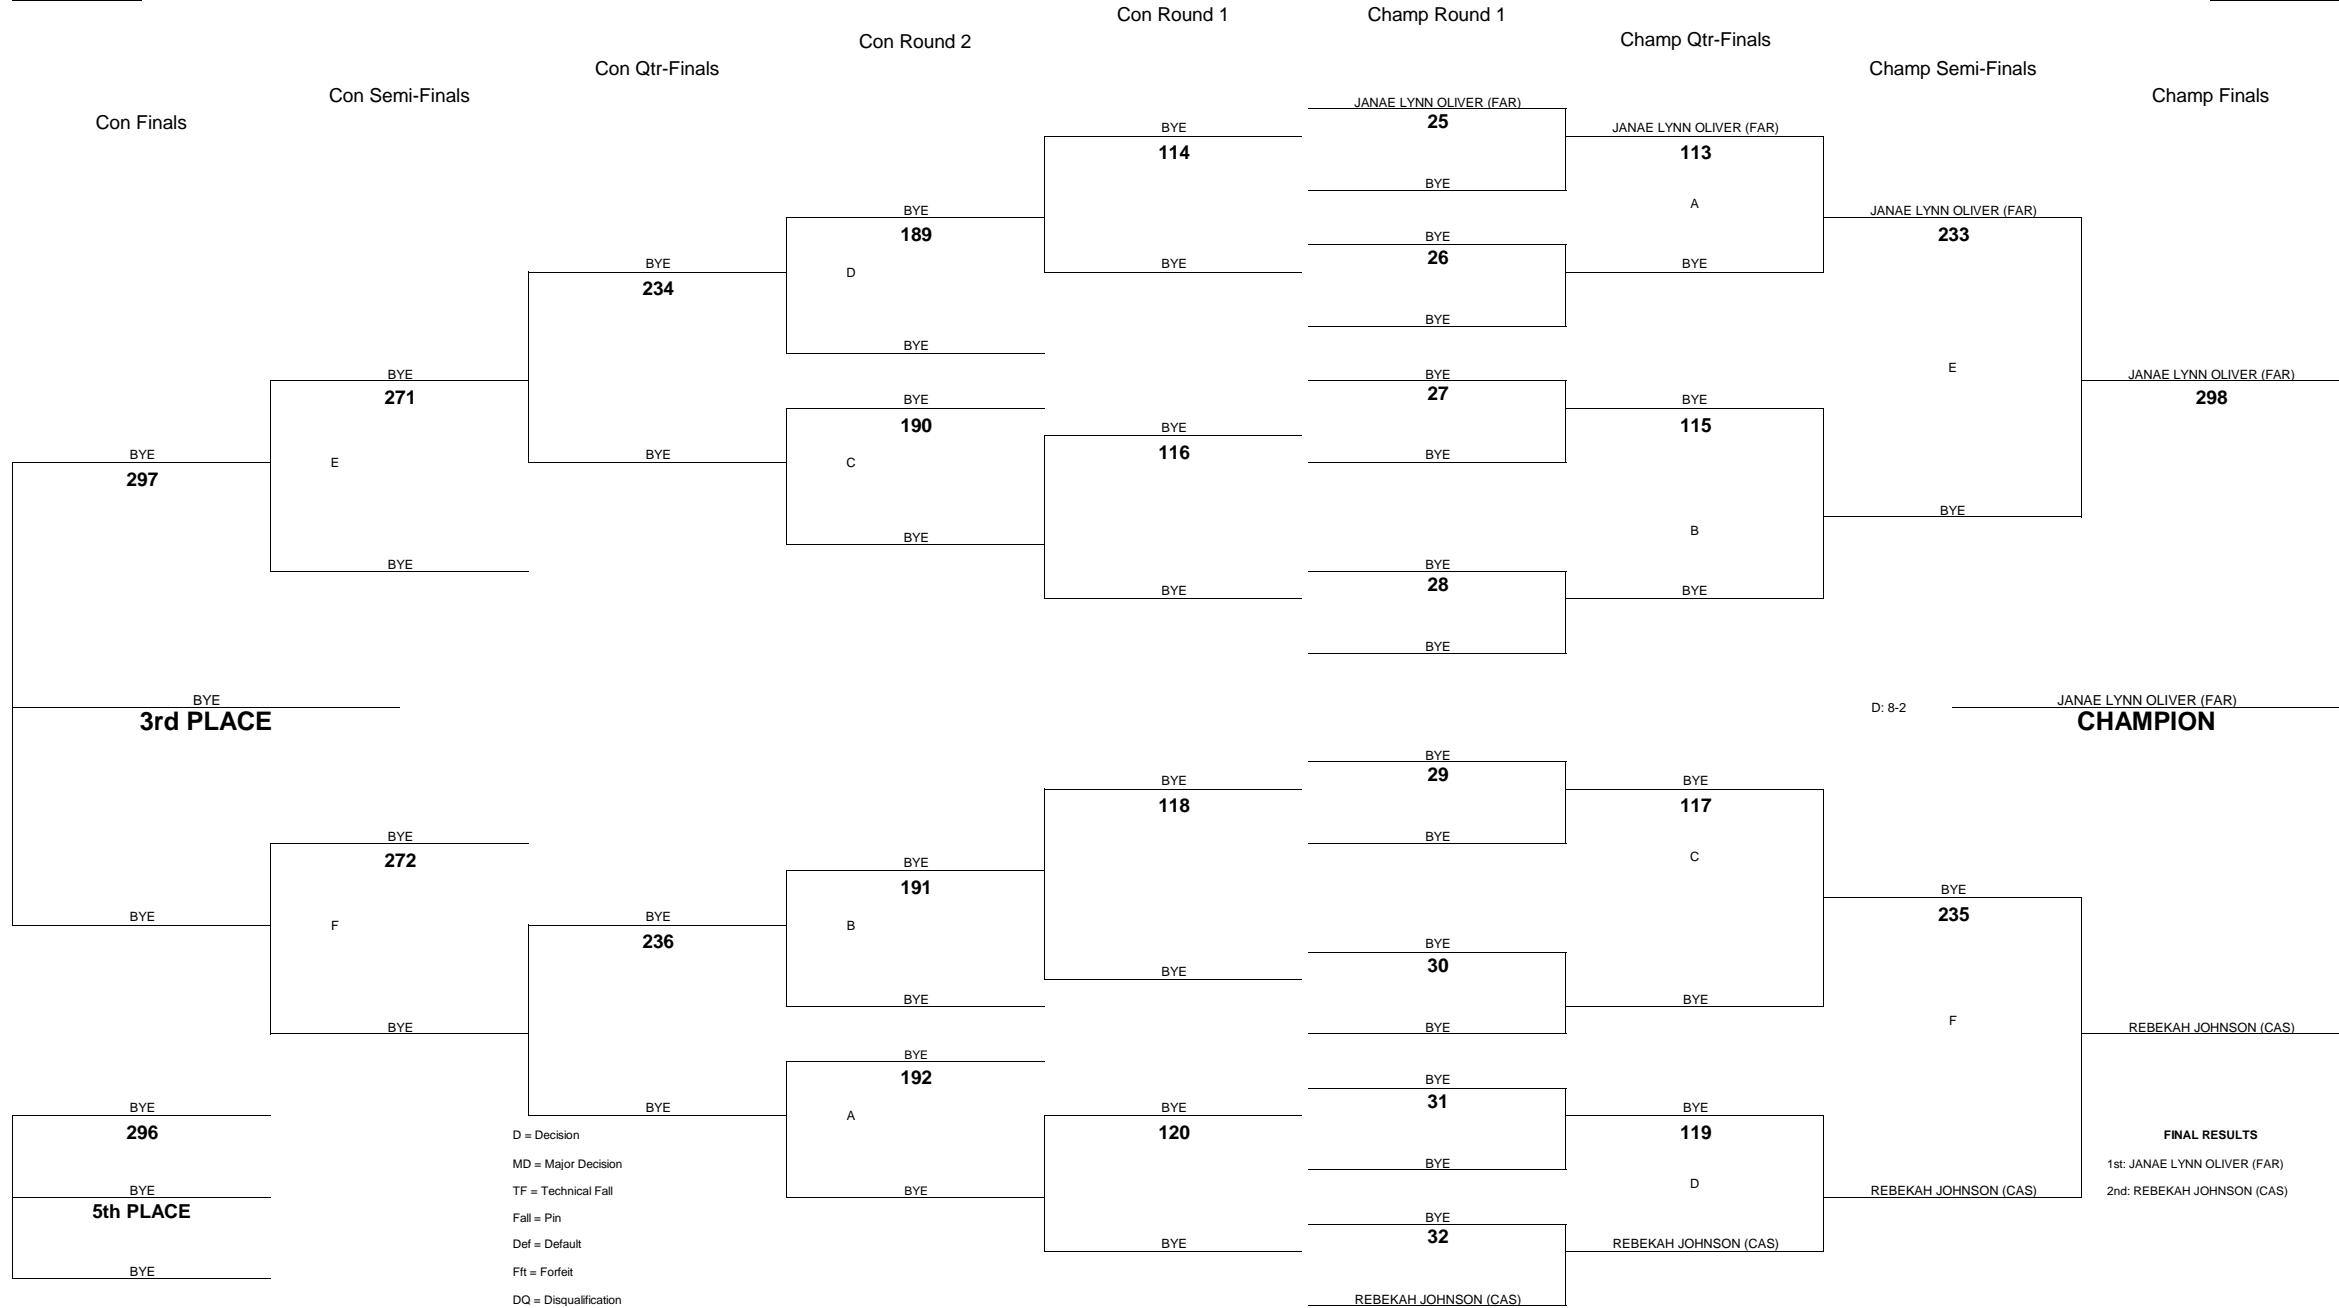 Con Round 1
Champ Round 1
Con Round 2
Champ Qtr-Finals
Con Qtr-Finals
Champ Semi-Finals
Con Semi-Finals
Champ Finals
Con Finals
JANAE LYNN OLIVER (FAR)
25
BYE
JANAE LYNN OLIVER (FAR)
114
113
BYE
A
BYE
JANAE LYNN OLIVER (FAR)
189
233
BYE
26
BYE
D
BYE
BYE
234
BYE
BYE
E
BYE
BYE
JANAE LYNN OLIVER (FAR)
271
27
298
BYE
BYE
190
115
BYE
116
BYE
E
BYE
C
BYE
297
BYE
B
BYE
BYE
BYE
28
BYE
BYE
BYE
BYE
3rd PLACE
D: 8-2
JANAE LYNN OLIVER (FAR)
CHAMPION
BYE
29
BYE
BYE
118
117
BYE
BYE
272
C
BYE
191
BYE
235
BYE
F
BYE
236
B
BYE
30
BYE
BYE
BYE
BYE
BYE
F
REBEKAH JOHNSON (CAS)
BYE
192
BYE
31
BYE
BYE
A
BYE
BYE
296
120
119
D = Decision
FINAL RESULTS
MD = Major Decision
BYE
1st: JANAE LYNN OLIVER (FAR)
BYE
TF = Technical Fall
BYE
D
REBEKAH JOHNSON (CAS)
2nd: REBEKAH JOHNSON (CAS)
5th PLACE
Fall = Pin
BYE
32
Def = Default
BYE
REBEKAH JOHNSON (CAS)
BYE
Fft = Forfeit
DQ = Disqualification
REBEKAH JOHNSON (CAS)